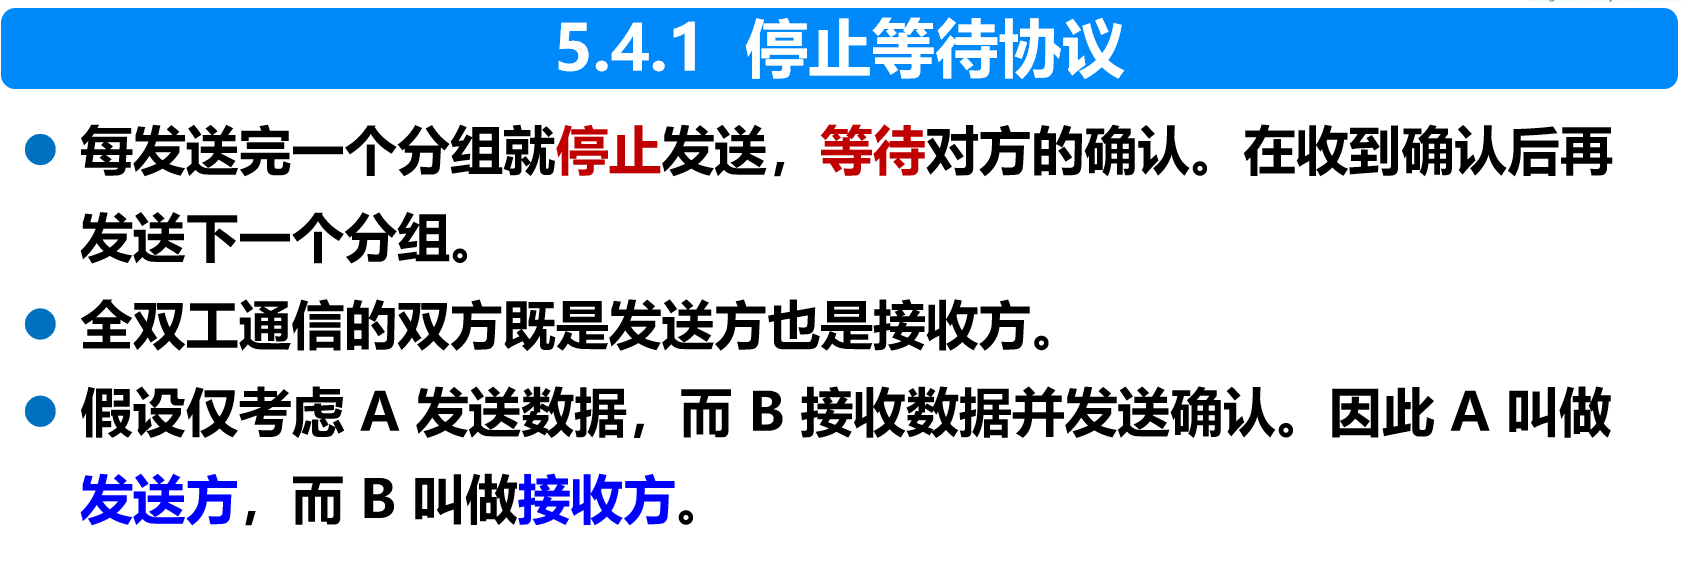 5.4.1 停止等待协议
每发送完一个分组就停止发送，等待对方的确认。在收到确认后再
发送下一个分组。
全双工通信的双方既是发送方也是接收方。
假设仅考虑 A 发送数据，而 B 接收数据并发送确认。因此 A 叫做
发送方，而 B 叫做接收方。